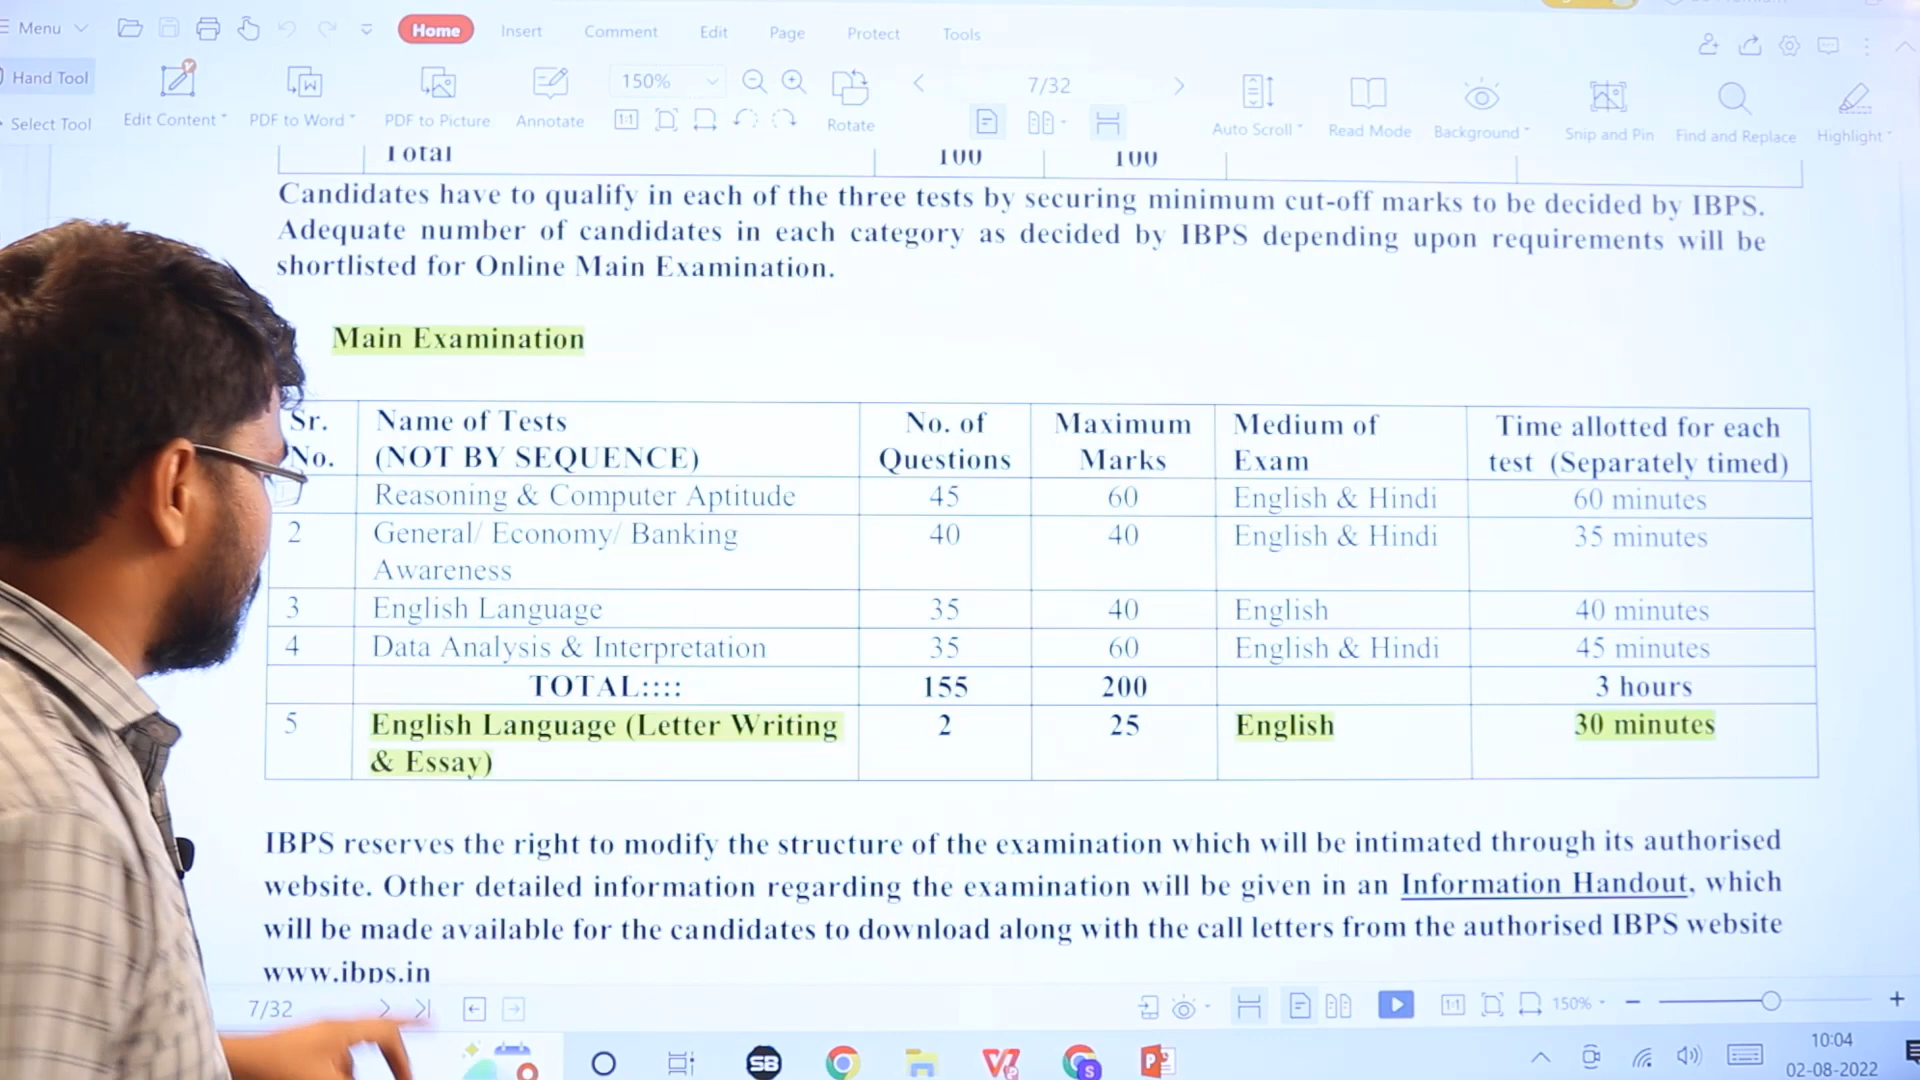 Menu
Home
Insert
Comment
Edit
Page
Protect
Tools
Hand Tool
Select Tool
Edit Content
PDF to Word
PDF to Picture
Annotate
150%
1:1
Rotate
7/32
Auto Scroll
Read Mode
Background
Snip and Pin
Find and Replace
Highlight
Total 100 100
Candidates have to qualify in each of the three tests by securing minimum cut-off marks to be decided by IBPS.
Adequate number of candidates in each category as decided by IBPS depending upon requirements will be
shortlisted for Online Main Examination.
Main Examination
Sr. No. Name of Tests (NOT BY SEQUENCE) No. of Questions Maximum Marks Medium of Exam Time allotted for each test (Separately timed)
Reasoning & Computer Aptitude 45 60 English & Hindi 60 minutes
2 General/ Economy/ Banking Awareness 40 40 English & Hindi 35 minutes
3 English Language 35 40 English 40 minutes
4 Data Analysis & Interpretation 35 60 English & Hindi 45 minutes
TOTAL:::: 155 200 3 hours
5 English Language (Letter Writing & Essay) 2 25 English 30 minutes
IBPS reserves the right to modify the structure of the examination which will be intimated through its authorised
website. Other detailed information regarding the examination will be given in an Information Handout, which
will be made available for the candidates to download along with the call letters from the authorised IBPS website
www.ibps.in
7/32
1:1
150%
SB
S
P
10:04
02-08-2022